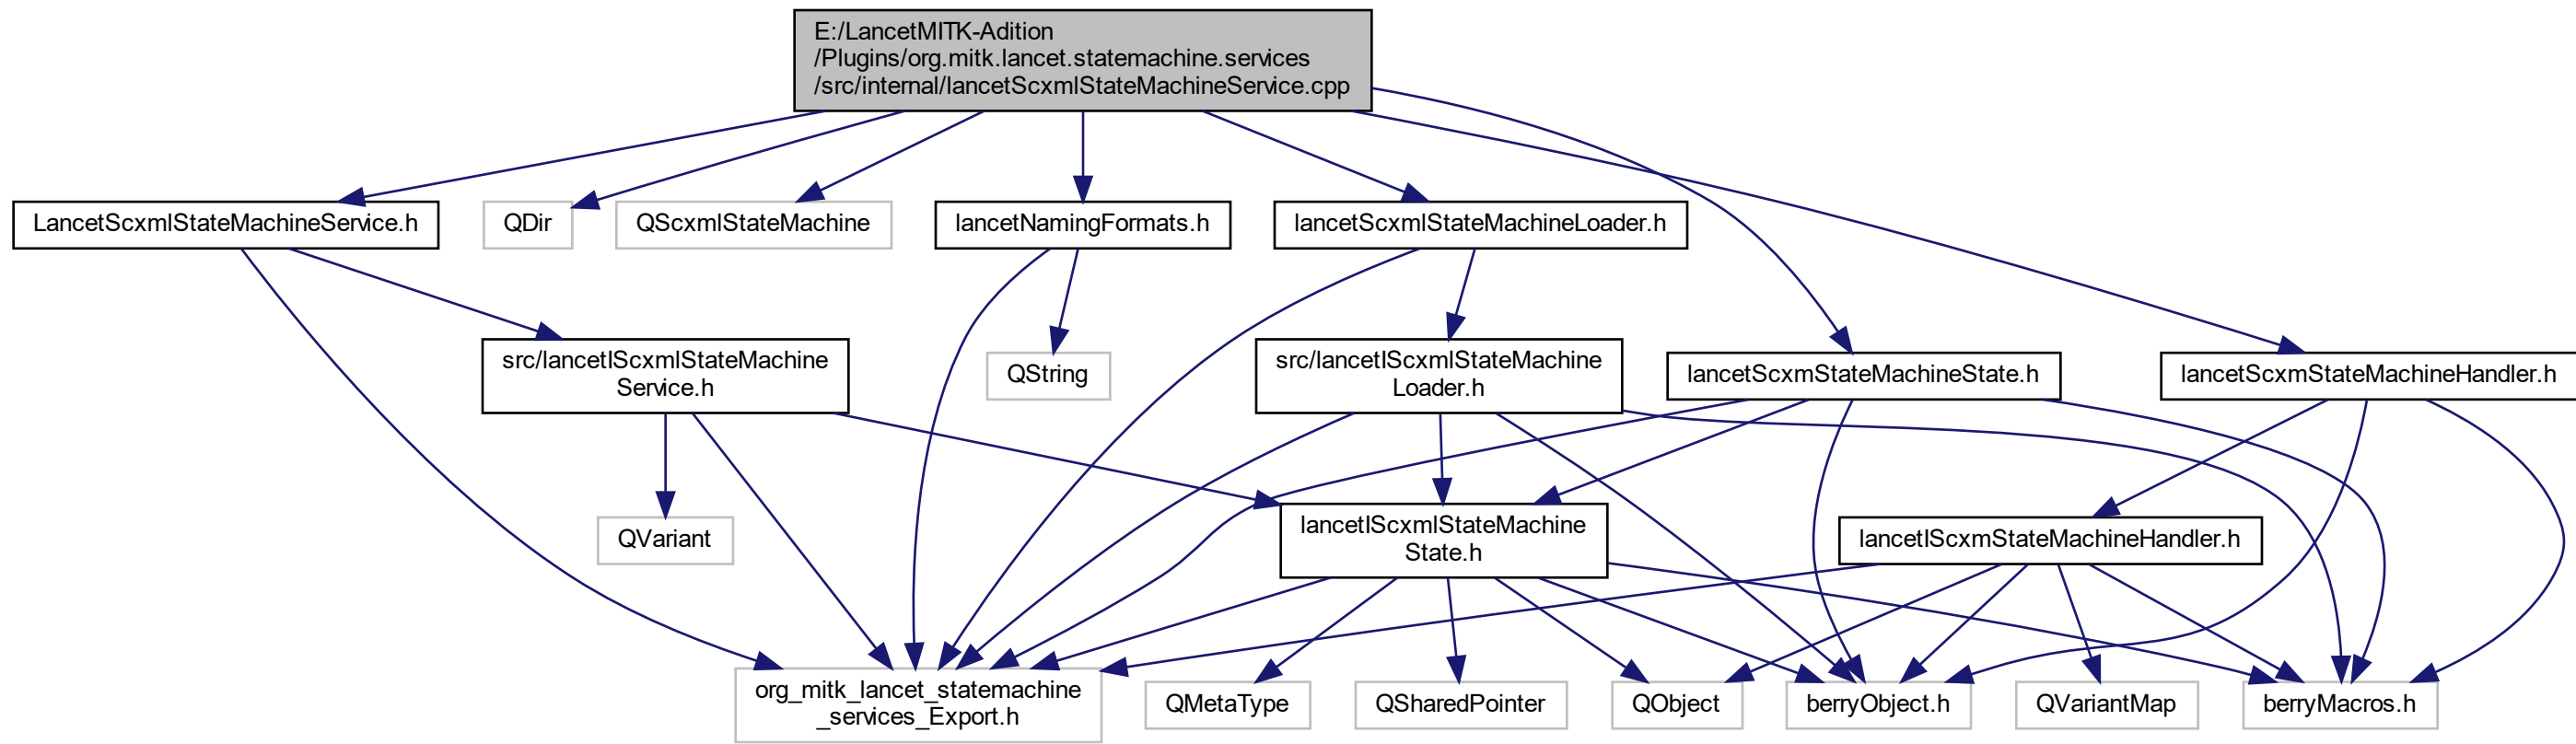 E:/LancetMITK-Adition
/Plugins/org.mitk.lancet.statemachine.services
/src/internal/lancetScxmlStateMachineService.cpp
LancetScxmlStateMachineService.h
QDir
QScxmlStateMachine
lancetNamingFormats.h
lancetScxmlStateMachineLoader.h
src/lancetIScxmlStateMachine
Service.h
QString
src/lancetIScxmlStateMachine
Loader.h
lancetScxmStateMachineState.h
lancetScxmStateMachineHandler.h
QVariant
lancetIScxmlStateMachine
State.h
lancetIScxmStateMachineHandler.h
org_mitk_lancet_statemachine
_services_Export.h
QMetaType
QSharedPointer
QObject
berryObject.h
QVariantMap
berryMacros.h